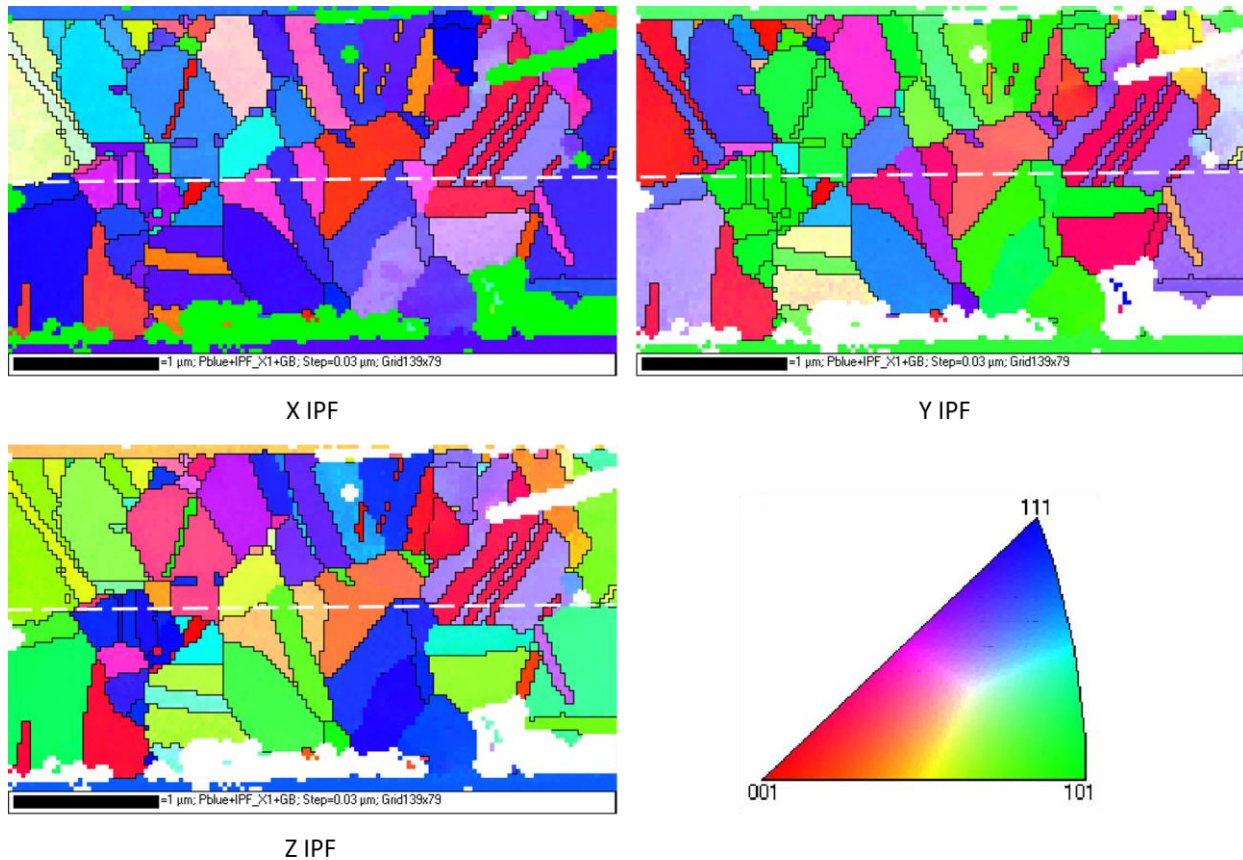 =1 µm; Pblue+IPF_X1+GB; Step=0.03 µm; Grid139x79
=1 µm; Pblue+IPF_X1+GB; Step=0.03 µm; Grid139x79
X IPF
Y IPF
=1 µm; Pblue+IPF_X1+GB; Step=0.03 µm; Grid139x79
Z IPF
111
001
101